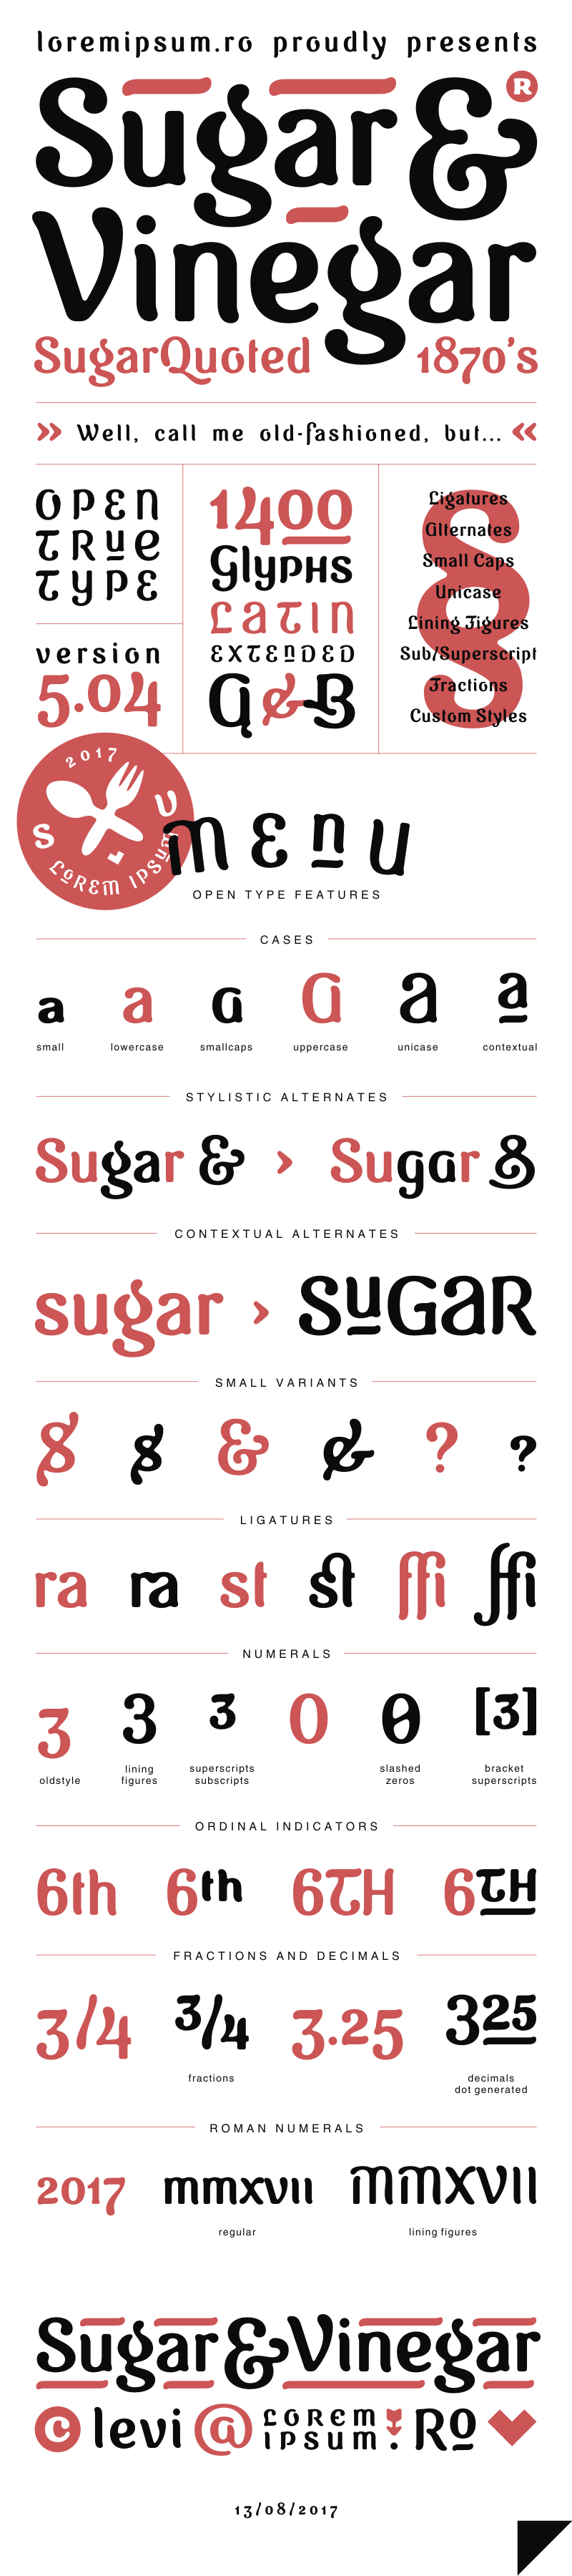 loremipsum.ro proudly presents
Sugar &®
Vinegar
SugarQuoted 1870's
» Well, call me old-fashioned, but... «
OPEN
TRUE
TYPE
version
5.04
1400
Glyphs
LATIN
EXTENDED
Q&B
§
Ligatures
Alternates
Small Caps
Unicase
Lining Figures
Sub/Superscript
Fractions
Custom Styles
2017
S U
LOREM IPSUM
MENU
OPEN TYPE FEATURES
CASES
a a a a a a
small lowercase smallcaps uppercase unicase contextual
STYLISTIC ALTERNATES
Sugar & › Sugar &
CONTEXTUAL ALTERNATES
sugar › SUGAR
SMALL VARIANTS
$ $ & & ? ?
LIGATURES
ra ra st st ffi ffi
NUMERALS
3 3 3 0 0 [3]
oldstyle lining figures superscripts subscripts slashed zeros bracket superscripts
ORDINAL INDICATORS
6th 6th 6TH 6TH
FRACTIONS AND DECIMALS
3/4 3/4 3.25 325
fractions decimals dot generated
ROMAN NUMERALS
2017 mmxvii MMXVII
regular lining figures
Sugar&Vinegar
© levi @ LOREM IPSUM RO
13/08/2017